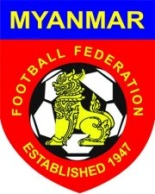 MYANMAR
FOOTBALL FEDERATION
ESTABLISHED 1947